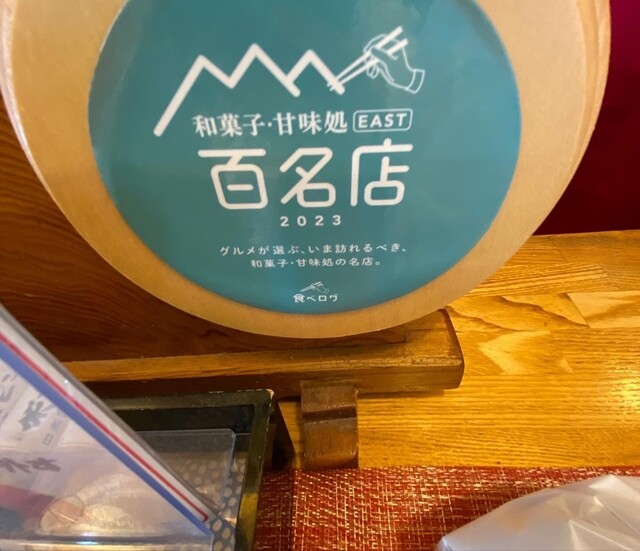 和菓子・甘味処 EAST
百名店
2023
グルメが選ぶ、いま訪れるべき、
和菓子・甘味処の名店。
食べログ